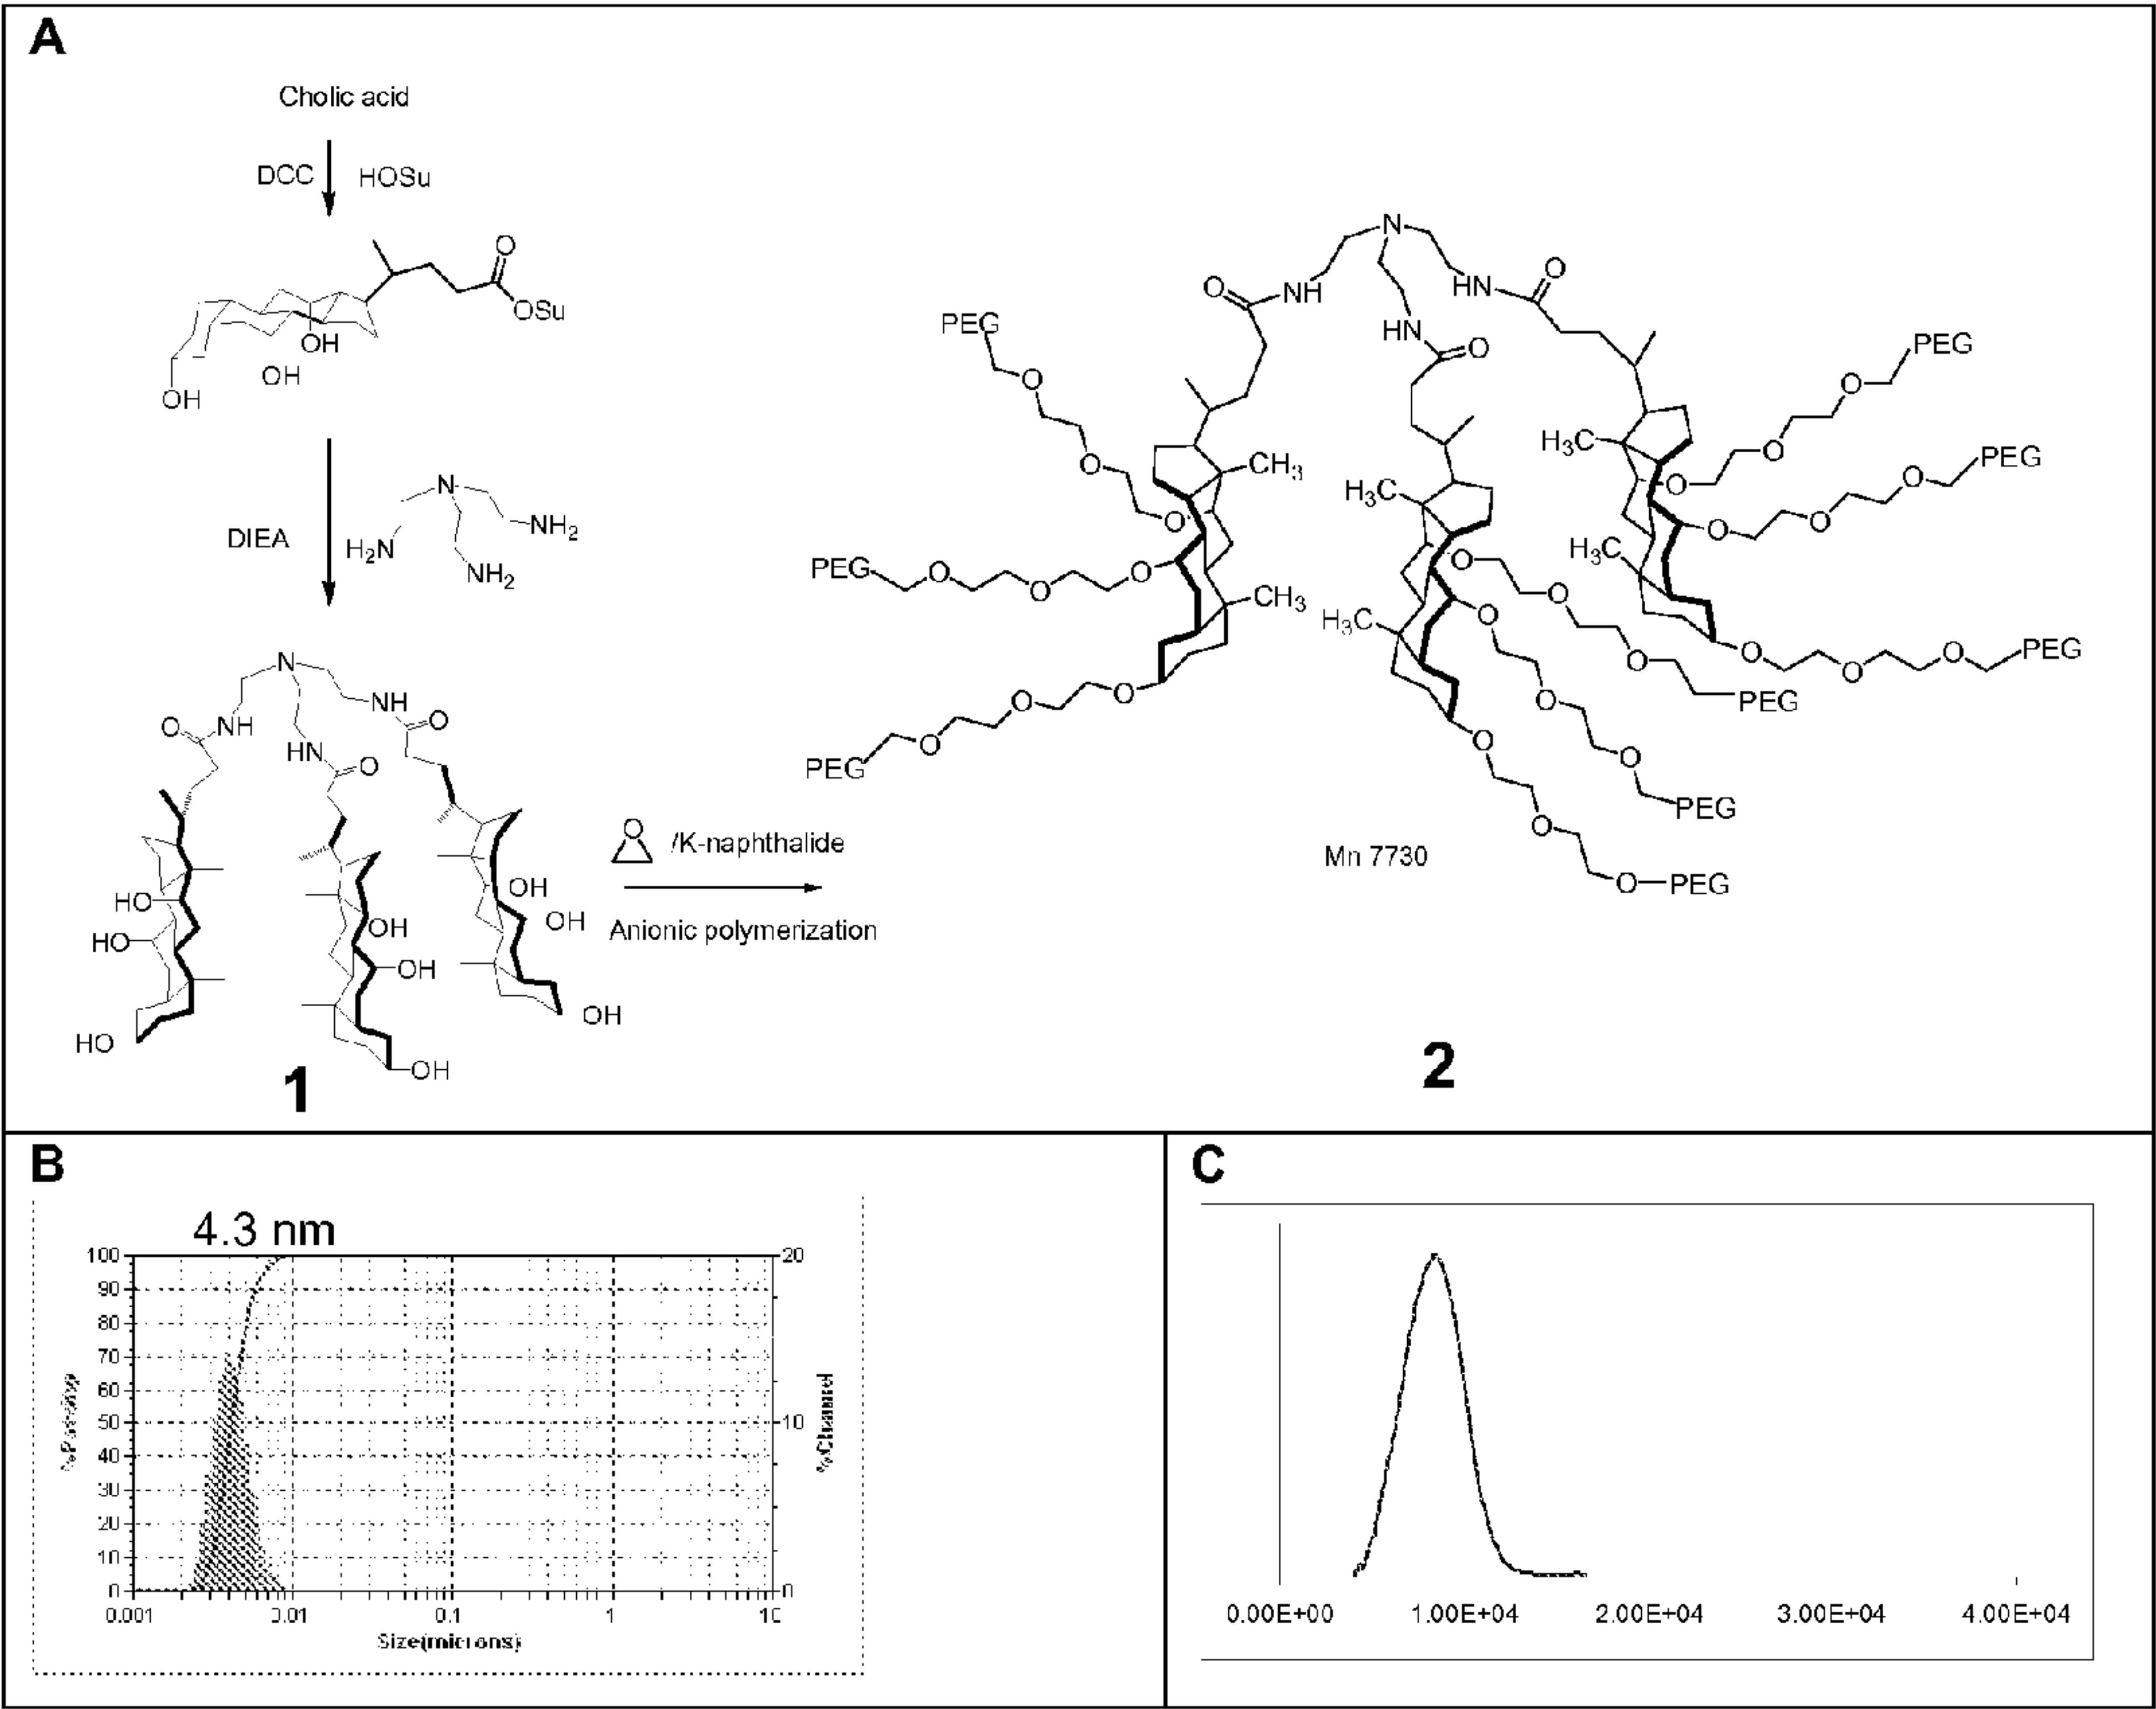 A
Cholic acid
DCC HOSu
O
OSu
OH
OH
OH
N
DIEA
H2N
NH2
NH2
N
O NH
NH O
HN O
HO
HO
HO
OH
OH
OH
OH
OH
OH
1
O /K-naphthalide
Anionic polymerization
N
O NH
HN O
HN O
PEG O O O
PEG O O O
PEG O O O
CH3
CH3
H3C
H3C
H3C
H3C
O O O PEG
O O O PEG
O O O PEG
O O O PEG
O O O PEG
O O O PEG
Mn 7730
2
B
4.3 nm
100
90
80
70
60
50
40
30
20
10
0
20
10
0
%Passing
%Channel
0.001 0.01 0.1 1 10
Size(microns)
C
0.00E+00 1.00E+04 2.00E+04 3.00E+04 4.00E+04